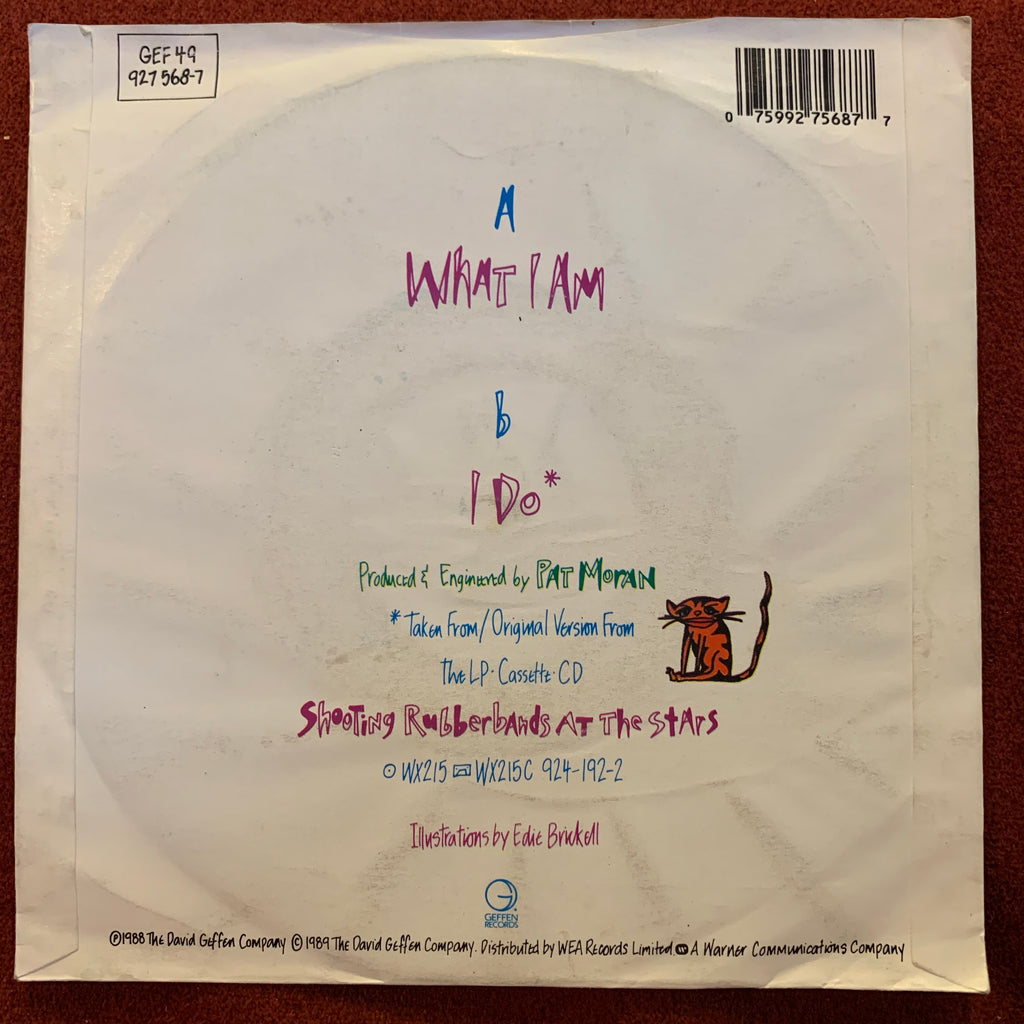 GEF 49
927 568-7
0 75992 75687 7
A
WHAT I AM
b
I Do*
Produced & Engineered by PAT MORAN
* Taken From/Original Version From
The LP·Cassette·CD
Shooting Rubberbands At The Stars
WX215 WX215C 924-192-2
Illustrations by Edie Brickell
G
GEFFEN
RECORDS
℗1988 The David Geffen Company © 1989 The David Geffen Company. Distributed by WEA Records Limited. A Warner Communications Company